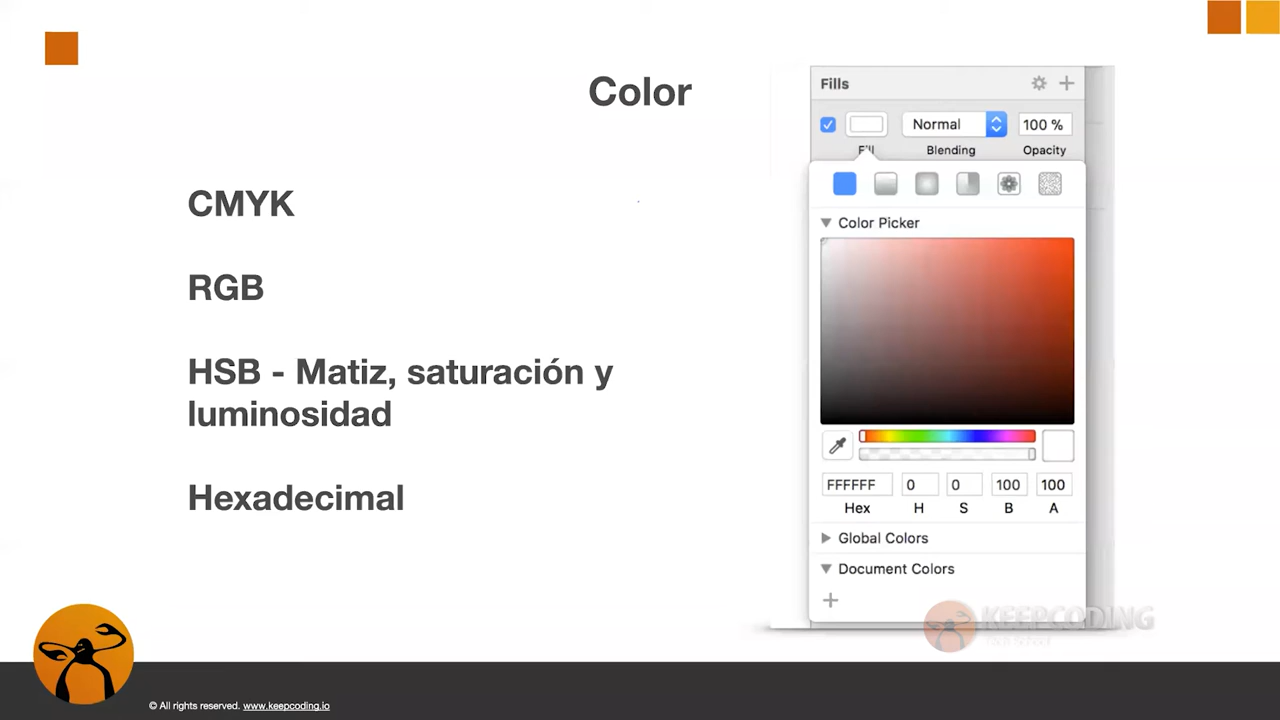 Color
CMYK
RGB
HSB - Matiz, saturación y
luminosidad
Hexadecimal
Fills
Normal
100 %
Fill
Blending
Opacity
Color Picker
FFFFFF
0
0
100
100
Hex
H
S
B
A
Global Colors
Document Colors
KEEPCODING
© All rights reserved. www.keepcoding.io